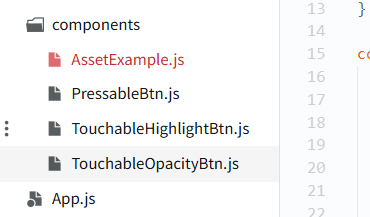 components
AssetExample.js
PressableBtn.js
TouchableHighlightBtn.js
TouchableOpacityBtn.js
App.js
13 }
14
15 co
16
17
18
19
20
21
22